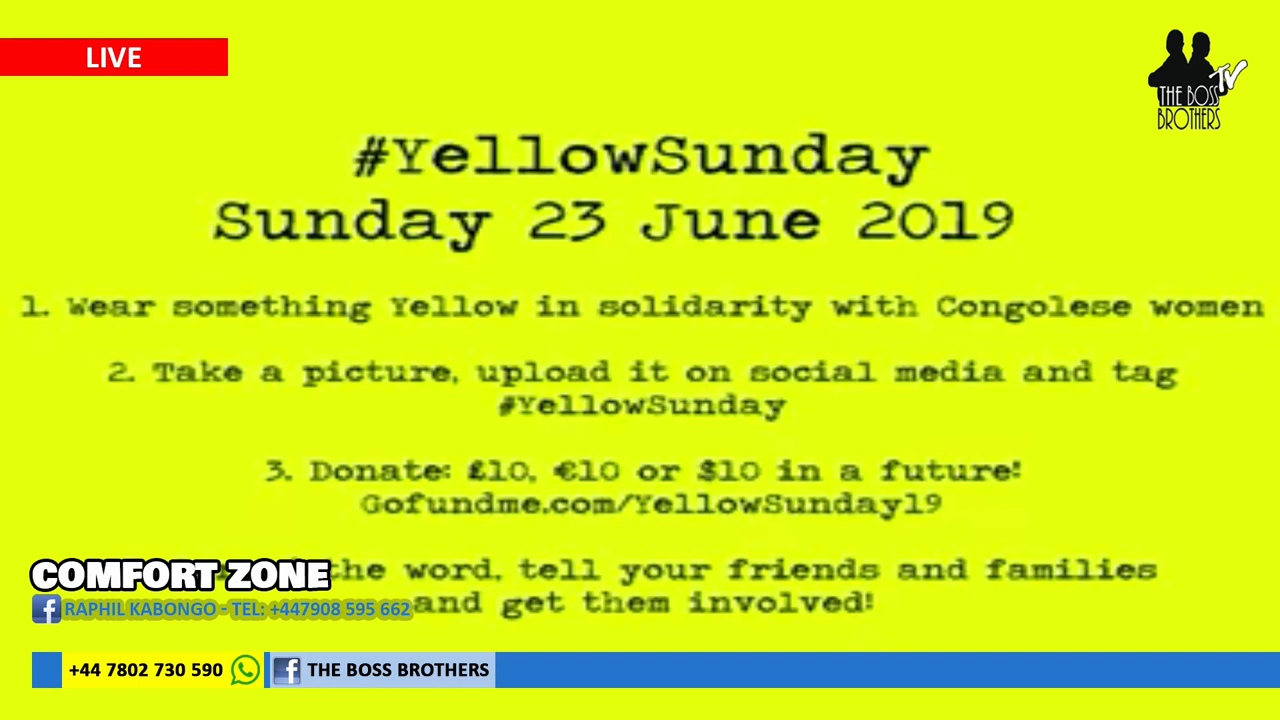 LIVE
TV
THE BOSS
BROTHERS
#YellowSunday
Sunday 23 June 2019
1. Wear something Yellow in solidarity with Congolese women
2. Take a picture, upload it on social media and tag
#YellowSunday
3. Donate: £10, €10 or $10 in a future!
Gofundme.com/YellowSunday19
the word, tell your friends and families
and get them involved!
COMFORT ZONE
RAPHIL KABONGO - TEL: +447908 595 662
+44 7802 730 590
THE BOSS BROTHERS